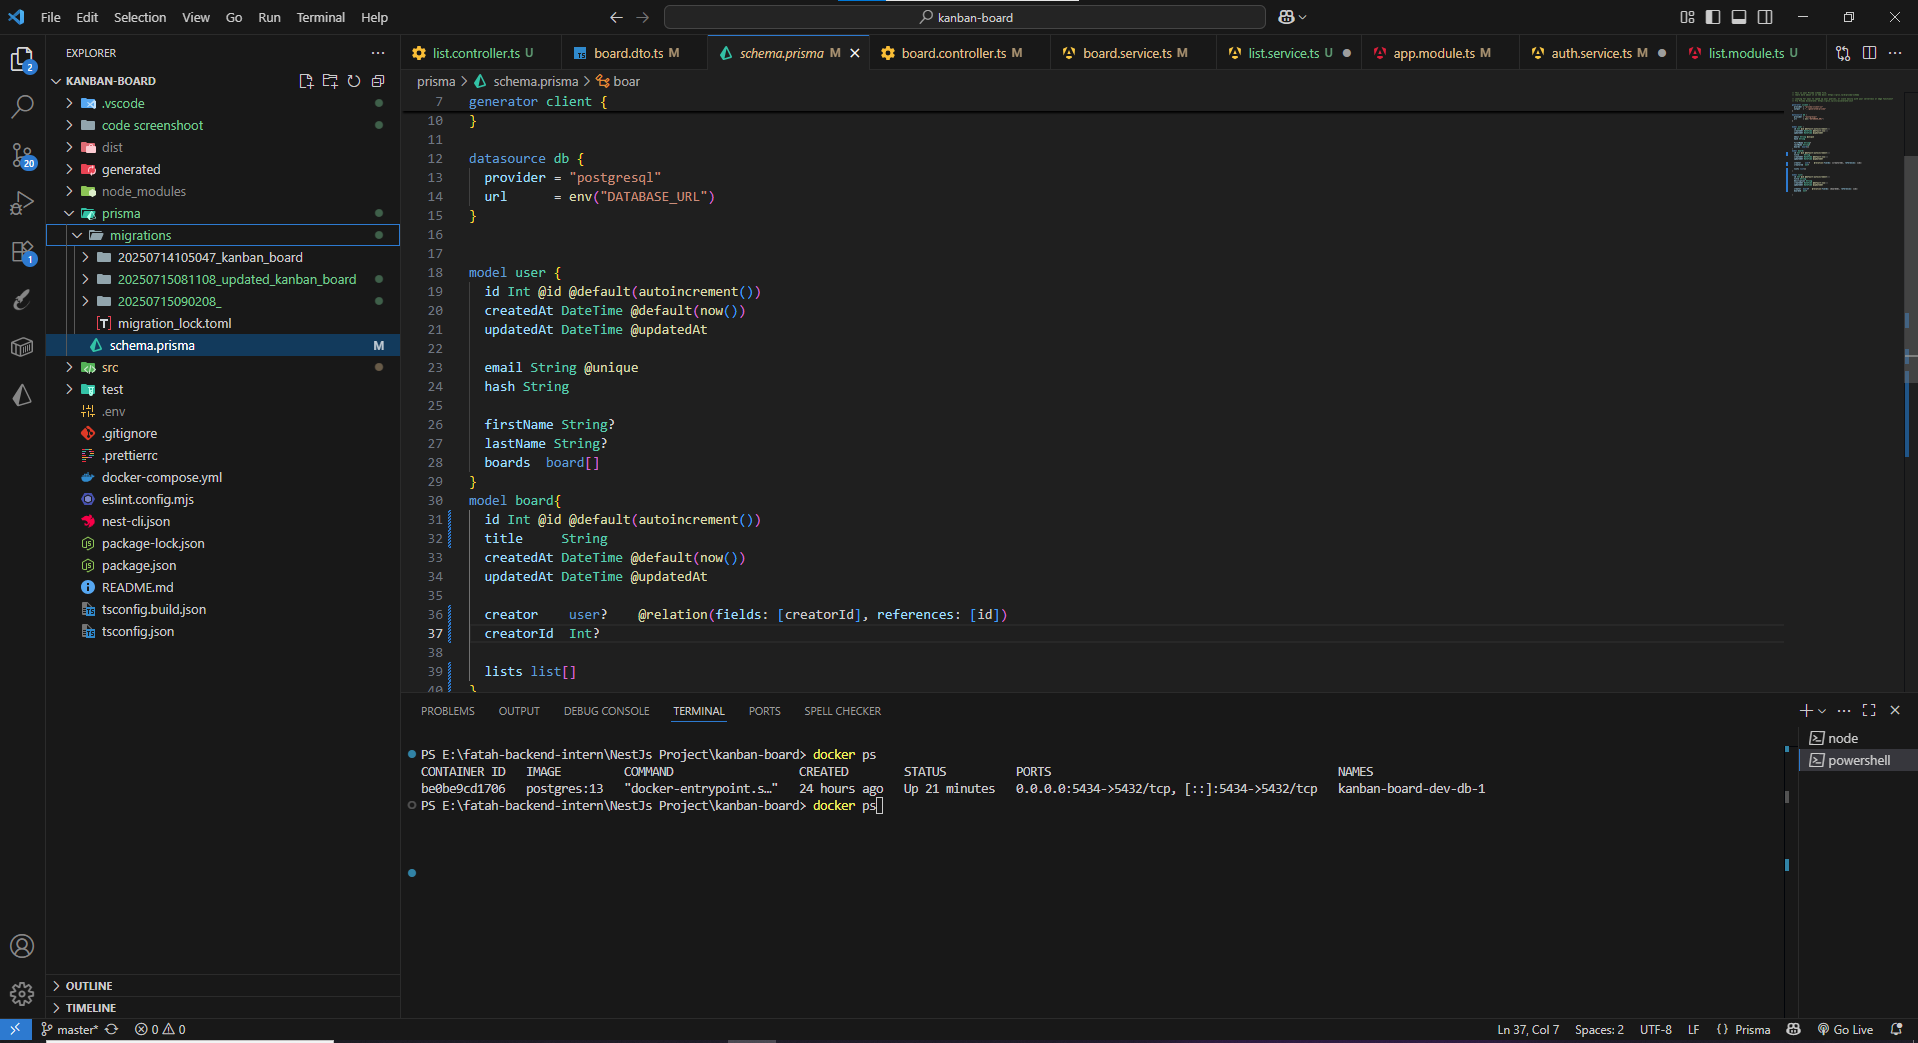 File Edit Selection View Go Run Terminal Help
kanban-board
EXPLORER
KANBAN-BOARD
.vscode
code screenshoot
dist
generated
node_modules
prisma
migrations
20250714105047_kanban_board
20250715081108_updated_kanban_board
20250715090208_
migration_lock.toml
schema.prisma M
src
test
.env
.gitignore
.prettierrc
docker-compose.yml
eslint.config.mjs
nest-cli.json
package-lock.json
package.json
README.md
tsconfig.build.json
tsconfig.json
OUTLINE
TIMELINE
2
20
1
list.controller.ts U
board.dto.ts M
schema.prisma M
board.controller.ts M
board.service.ts M
list.service.ts U
app.module.ts M
auth.service.ts M
list.module.ts U
prisma > schema.prisma > boar
7 generator client {
10 }
11
12 datasource db {
13 provider = "postgresql"
14 url = env("DATABASE_URL")
15 }
16
17
18 model user {
19 id Int @id @default(autoincrement())
20 createdAt DateTime @default(now())
21 updatedAt DateTime @updatedAt
22
23 email String @unique
24 hash String
25
26 firstName String?
27 lastName String?
28 boards board[]
29 }
30 model board{
31 id Int @id @default(autoincrement())
32 title String
33 createdAt DateTime @default(now())
34 updatedAt DateTime @updatedAt
35
36 creator user? @relation(fields: [creatorId], references: [id])
37 creatorId Int?
38
39 lists list[]
40 }
PROBLEMS OUTPUT DEBUG CONSOLE TERMINAL PORTS SPELL CHECKER
PS E:\fatah-backend-intern\NestJs Project\kanban-board> docker ps
CONTAINER ID IMAGE COMMAND CREATED STATUS PORTS NAMES
be0be9cd1706 postgres:13 "docker-entrypoint.s…" 24 hours ago Up 21 minutes 0.0.0.0:5434->5432/tcp, [::]:5434->5432/tcp kanban-board-dev-db-1
PS E:\fatah-backend-intern\NestJs Project\kanban-board> docker ps
node
powershell
master* 0 0
Ln 37, Col 7 Spaces: 2 UTF-8 LF {} Prisma Go Live